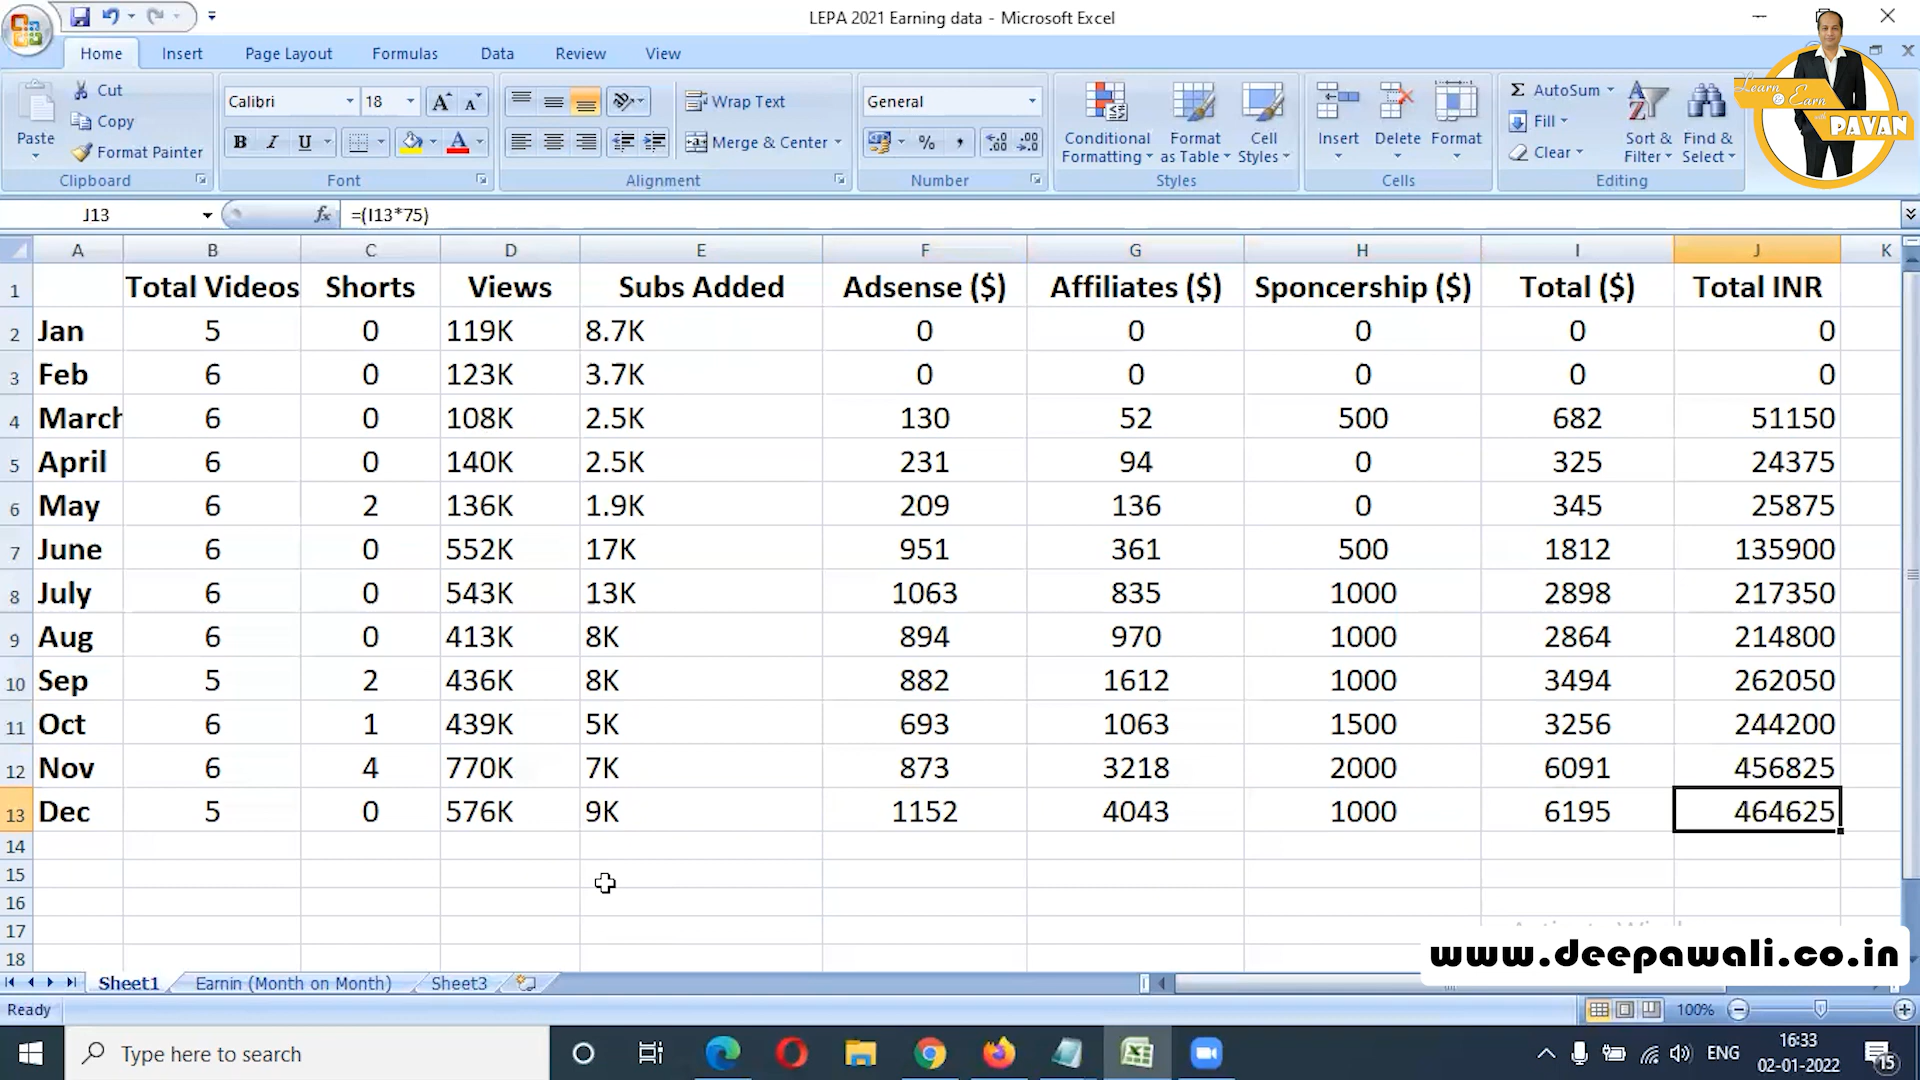 LEPA 2021 Earning data - Microsoft Excel
Home Insert Page Layout Formulas Data Review View
Learn to Earn with PAVAN
Paste
Cut
Copy
Format Painter
Clipboard
Calibri 18
B I U
Font
Wrap Text
Merge & Center
Alignment
General
Number
Conditional Formatting
Format as Table
Cell Styles
Styles
Insert Delete Format
Cells
Σ AutoSum
Fill
Clear
Sort & Filter
Find & Select
Editing
J13 fx =(I13*75)
A B C D E F G H I J K
1 Total Videos Shorts Views Subs Added Adsense ($) Affiliates ($) Sponcership ($) Total ($) Total INR
2 Jan 5 0 119K 8.7K 0 0 0 0 0
3 Feb 6 0 123K 3.7K 0 0 0 0 0
4 March 6 0 108K 2.5K 130 52 500 682 51150
5 April 6 0 140K 2.5K 231 94 0 325 24375
6 May 6 2 136K 1.9K 209 136 0 345 25875
7 June 6 0 552K 17K 951 361 500 1812 135900
8 July 6 0 543K 13K 1063 835 1000 2898 217350
9 Aug 6 0 413K 8K 894 970 1000 2864 214800
10 Sep 5 2 436K 8K 882 1612 1000 3494 262050
11 Oct 6 1 439K 5K 693 1063 1500 3256 244200
12 Nov 6 4 770K 7K 873 3218 2000 6091 456825
13 Dec 5 0 576K 9K 1152 4043 1000 6195 464625
14
15
16
17
18
www.deepawali.co.in
Sheet1 Earnin (Month on Month) Sheet3
Ready 100%
Type here to search
ENG
16:33
02-01-2022
15